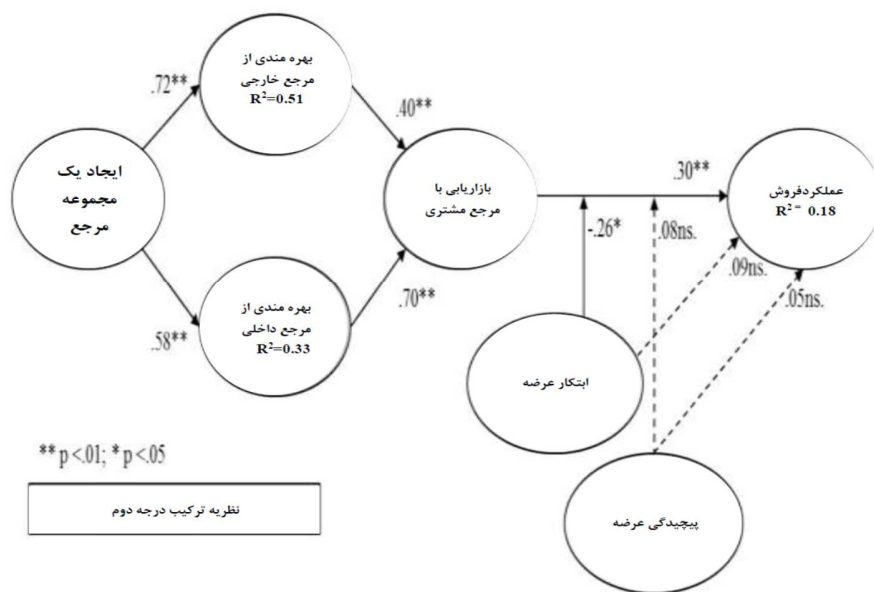 بهره مندی از
مرجع خارجی
R²=0.51
.72**
.40**
ایجاد یک
مجموعه
مرجع
بازاریابی با
مرجع مشتری
.30**
عملکردفروش
R² = 0.18
-.26*
.08ns.
.09ns.
.05ns.
.58**
بهره مندی از
مرجع داخلی
R²=0.33
.70**
ابتکار عرضه
** p <.01; * p <.05
نظریه ترکیب درجه دوم
پیچیدگی عرضه